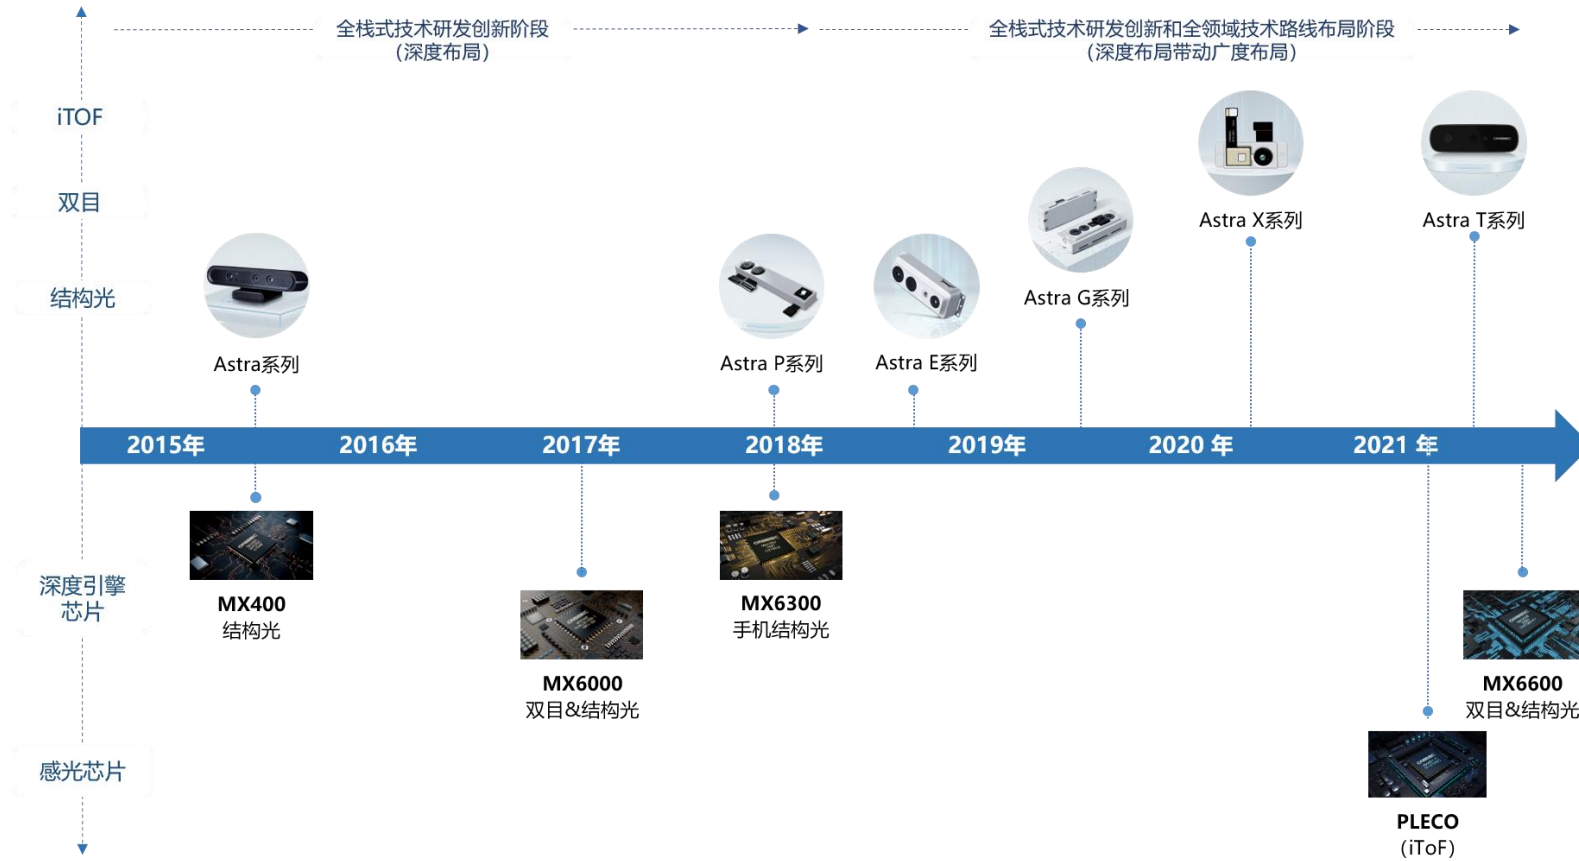 全栈式技术研发创新阶段
（深度布局）
全栈式技术研发创新和全领域技术路线布局阶段
（深度布局带动广度布局）
iTOF
双目
结构光
Astra系列
Astra P系列
Astra E系列
Astra G系列
Astra X系列
Astra T系列
2015年
2016年
2017年
2018年
2019年
2020 年
2021 年
深度引擎
芯片
感光芯片
MX400
结构光
MX6000
双目&结构光
MX6300
手机结构光
MX6600
双目&结构光
PLECO
（iToF）